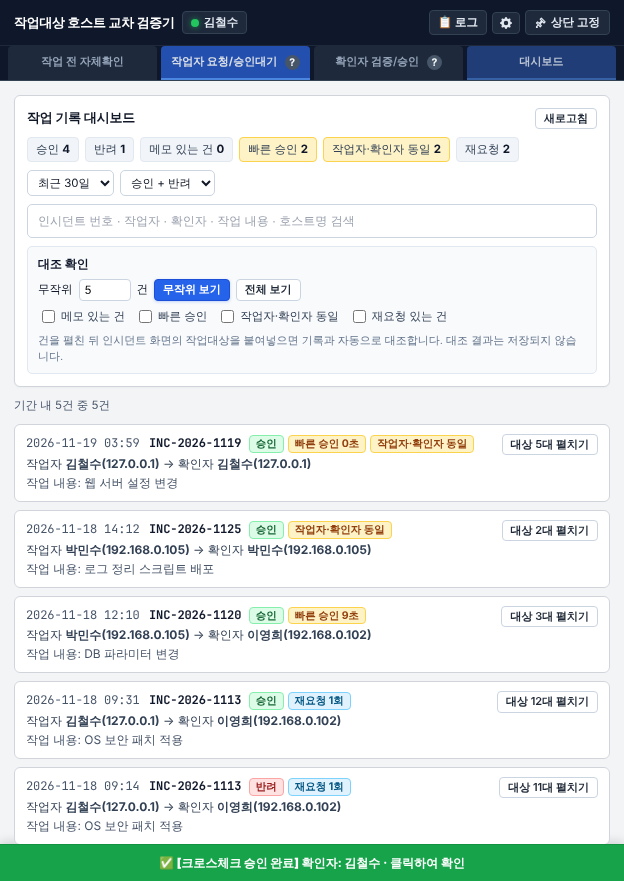 작업대상 호스트 교차 검증기 김철수 📋 로그 ⚙ 📌 상단 고정
작업 전 자체확인 작업자 요청/승인대기 ? 확인자 검증/승인 ? 대시보드
작업 기록 대시보드 새로고침
승인 4 반려 1 메모 있는 건 0 빠른 승인 2 작업자·확인자 동일 2 재요청 2
최근 30일 승인 + 반려
인시던트 번호 · 작업자 · 확인자 · 작업 내용 · 호스트명 검색
대조 확인
무작위 5 건 무작위 보기 전체 보기
메모 있는 건 빠른 승인 작업자·확인자 동일 재요청 있는 건
건을 펼친 뒤 인시던트 화면의 작업대상을 붙여넣으면 기록과 자동으로 대조합니다. 대조 결과는 저장되지 않습
니다.
기간 내 5건 중 5건
2026-11-19 03:59 INC-2026-1119 승인 빠른 승인 0초 작업자·확인자 동일 대상 5대 펼치기
작업자 김철수(127.0.0.1) → 확인자 김철수(127.0.0.1)
작업 내용: 웹 서버 설정 변경
2026-11-18 14:12 INC-2026-1125 승인 작업자·확인자 동일 대상 2대 펼치기
작업자 박민수(192.168.0.105) → 확인자 박민수(192.168.0.105)
작업 내용: 로그 정리 스크립트 배포
2026-11-18 12:10 INC-2026-1120 승인 빠른 승인 9초 대상 3대 펼치기
작업자 박민수(192.168.0.105) → 확인자 이영희(192.168.0.102)
작업 내용: DB 파라미터 변경
2026-11-18 09:31 INC-2026-1113 승인 재요청 1회 대상 12대 펼치기
작업자 김철수(127.0.0.1) → 확인자 이영희(192.168.0.102)
작업 내용: OS 보안 패치 적용
2026-11-18 09:14 INC-2026-1113 반려 재요청 1회 대상 11대 펼치기
작업자 김철수(127.0.0.1) → 확인자 이영희(192.168.0.102)
작업 내용: OS 보안 패치 적용
✅ [크로스체크 승인 완료] 확인자: 김철수 · 클릭하여 확인